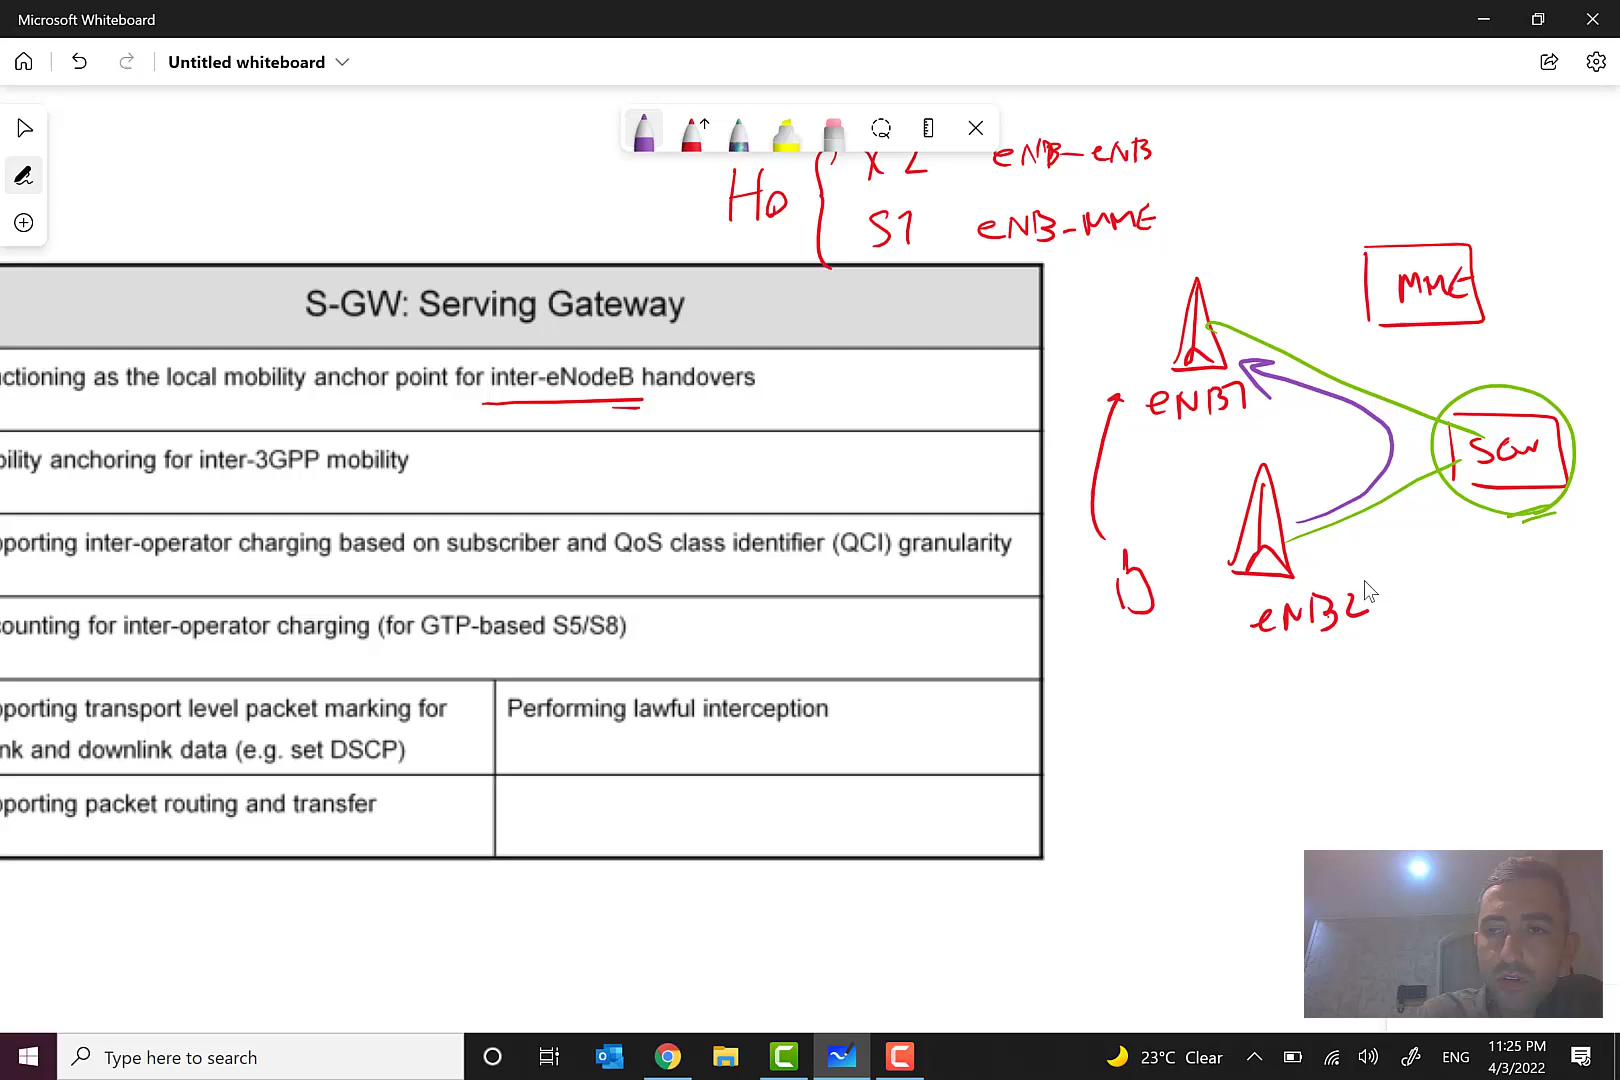 Microsoft Whiteboard
Untitled whiteboard
X2 eNB-eNB
HO
S1 eNB-MME
MME
S-GW: Serving Gateway
ctioning as the local mobility anchor point for inter-eNodeB handovers
eNB1
SGW
bility anchoring for inter-3GPP mobility
pporting inter-operator charging based on subscriber and QoS class identifier (QCI) granularity
eNB2
counting for inter-operator charging (for GTP-based S5/S8)
pporting transport level packet marking for
nk and downlink data (e.g. set DSCP)
Performing lawful interception
pporting packet routing and transfer
Type here to search
23°C Clear
ENG
11:25 PM
4/3/2022